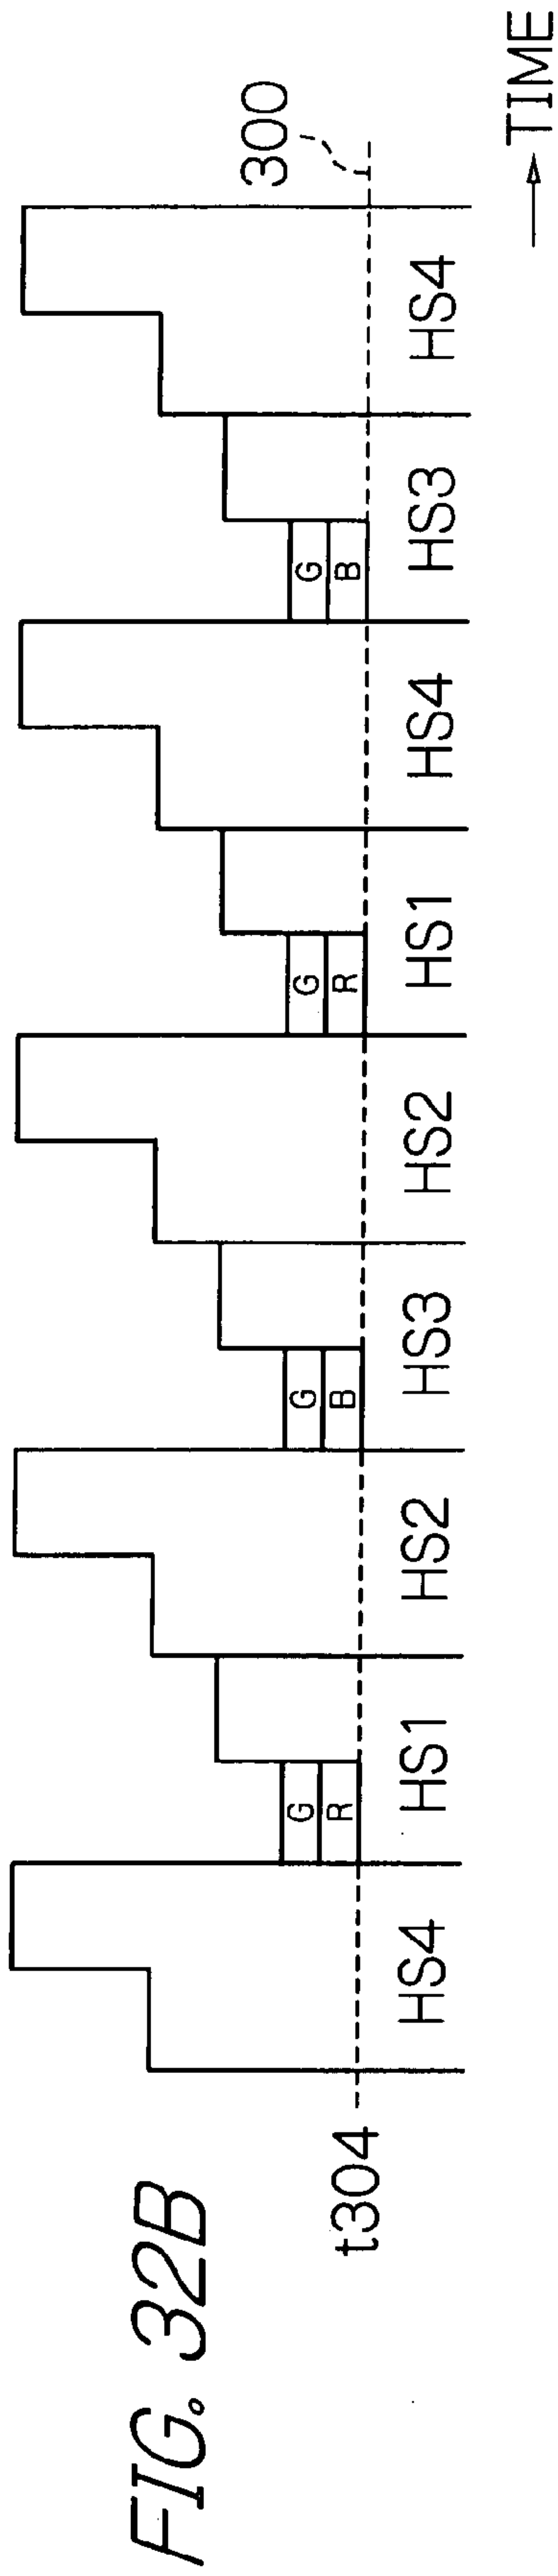 FIG. 32B
300
G G G G
R B R B
t304
HS4 HS1 HS2 HS3 HS2 HS1 HS4 HS3 HS4
TIME